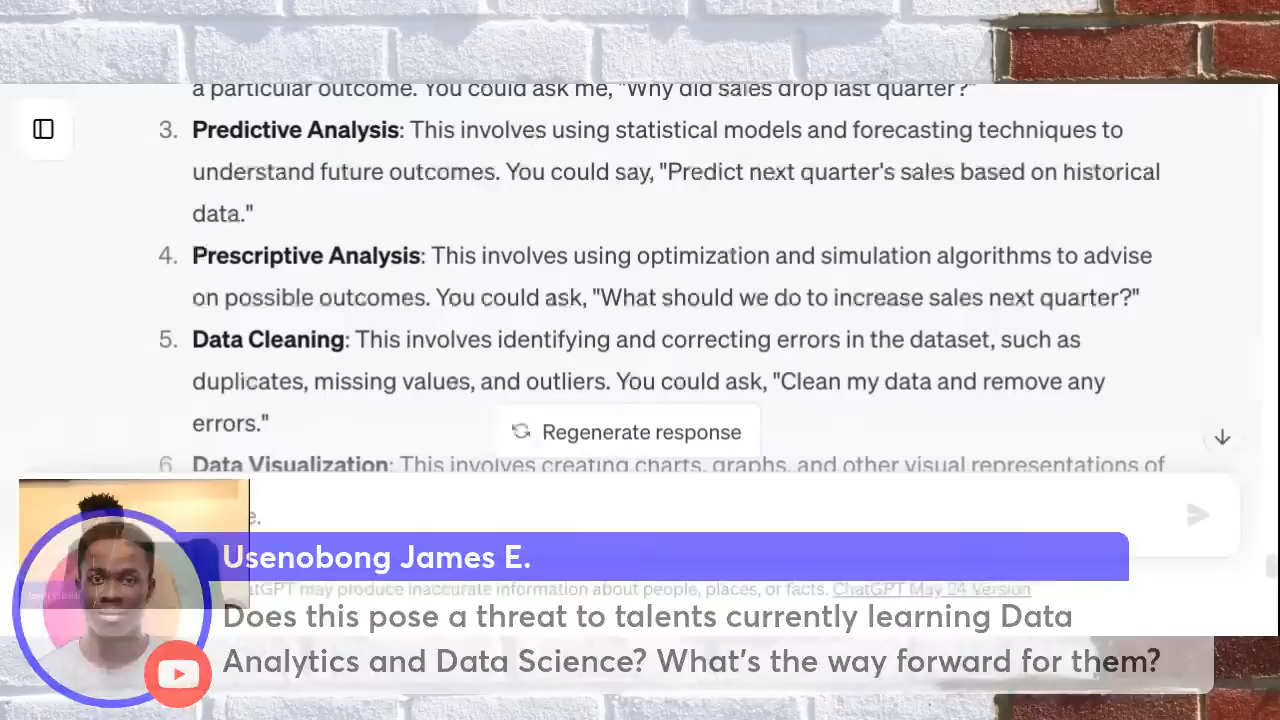 a particular outcome. You could ask me, "Why did sales drop last quarter?"
3. Predictive Analysis: This involves using statistical models and forecasting techniques to
understand future outcomes. You could say, "Predict next quarter's sales based on historical
data."
4. Prescriptive Analysis: This involves using optimization and simulation algorithms to advise
on possible outcomes. You could ask, "What should we do to increase sales next quarter?"
5. Data Cleaning: This involves identifying and correcting errors in the dataset, such as
duplicates, missing values, and outliers. You could ask, "Clean my data and remove any
errors."
Regenerate response
6. Data Visualization: This involves creating charts, graphs, and other visual representations of
e.
Usenobong James E.
ChatGPT may produce inaccurate information about people, places, or facts. ChatGPT May 24 Version
Does this pose a threat to talents currently learning Data
Analytics and Data Science? What's the way forward for them?